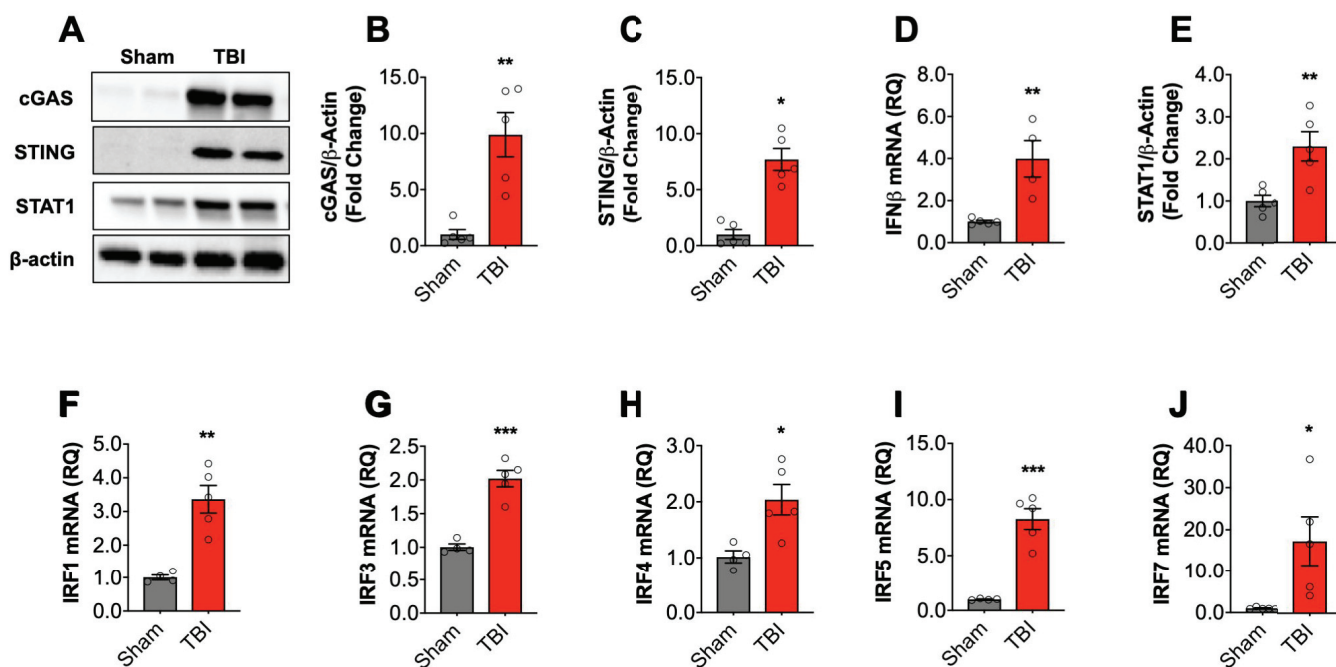 A
Sham TBI
cGAS
STING
STAT1
β-actin
B
cGAS/β-Actin
(Fold Change)
15.0
10.0
5.0
0.0
**
Sham
TBI
C
STING/β-Actin
(Fold Change)
15.0
10.0
5.0
0.0
*
Sham
TBI
D
IFNβ mRNA (RQ)
8.0
6.0
4.0
2.0
0.0
**
Sham
TBI
E
STAT1/β-Actin
(Fold Change)
4.0
3.0
2.0
1.0
0.0
**
Sham
TBI
F
IRF1 mRNA (RQ)
5.0
4.0
3.0
2.0
1.0
0.0
**
Sham
TBI
G
IRF3 mRNA (RQ)
2.5
2.0
1.5
1.0
0.5
0.0
***
Sham
TBI
H
IRF4 mRNA (RQ)
3.0
2.0
1.0
0.0
*
Sham
TBI
I
IRF5 mRNA (RQ)
15.0
10.0
5.0
0.0
***
Sham
TBI
J
IRF7 mRNA (RQ)
40.0
30.0
20.0
10.0
0.0
*
Sham
TBI